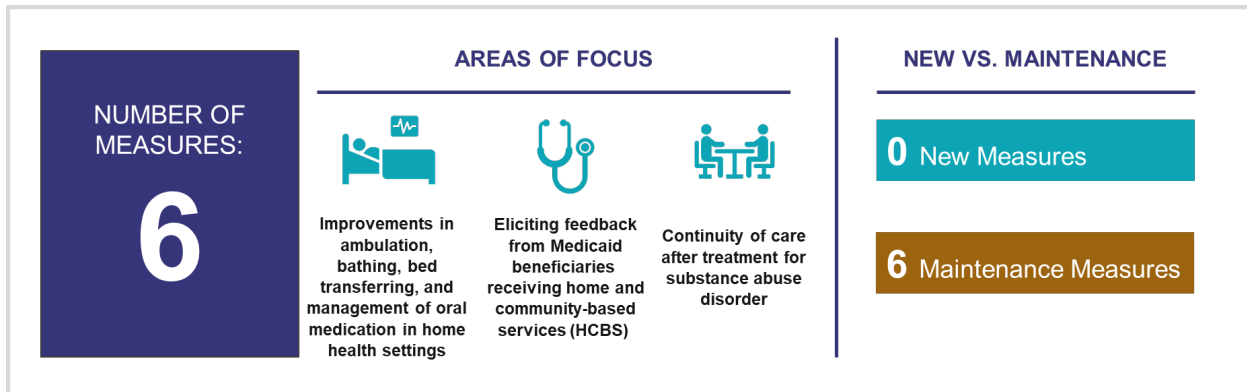 NUMBER OF
MEASURES:
6
AREAS OF FOCUS
Improvements in
ambulation,
bathing, bed
transferring, and
management of oral
medication in home
health settings
Eliciting feedback
from Medicaid
beneficiaries
receiving home and
community-based
services (HCBS)
Continuity of care
after treatment for
substance abuse
disorder
NEW VS. MAINTENANCE
0 New Measures
6 Maintenance Measures